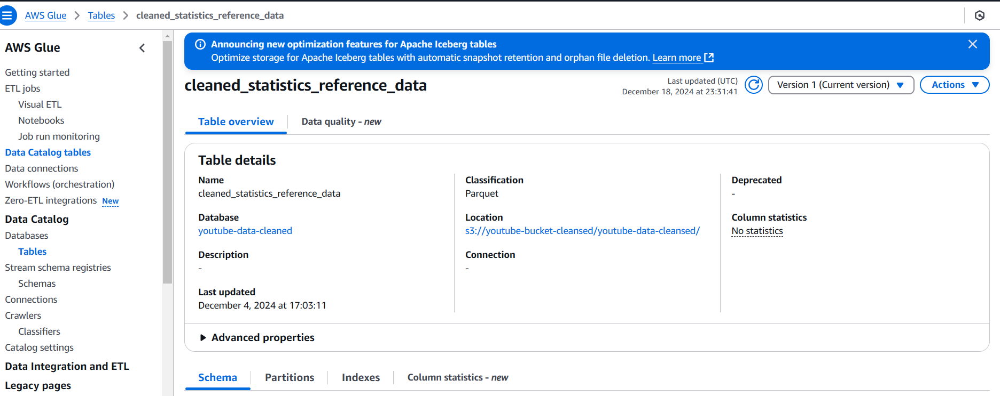 AWS Glue > Tables > cleaned_statistics_reference_data
AWS Glue
Getting started
ETL jobs
Visual ETL
Notebooks
Job run monitoring
Data Catalog tables
Data connections
Workflows (orchestration)
Zero-ETL integrations New
Data Catalog
Databases
Tables
Stream schema registries
Schemas
Connections
Crawlers
Classifiers
Catalog settings
Data Integration and ETL
Legacy pages
Announcing new optimization features for Apache Iceberg tables
Optimize storage for Apache Iceberg tables with automatic snapshot retention and orphan file deletion. Learn more
cleaned_statistics_reference_data
Last updated (UTC)
December 18, 2024 at 23:31:41
Version 1 (Current version)
Actions
Table overview
Data quality - new
Table details
Name
cleaned_statistics_reference_data
Database
youtube-data-cleaned
Description
-
Last updated
December 4, 2024 at 17:03:11
Classification
Parquet
Location
s3://youtube-bucket-cleansed/youtube-data-cleansed/
Connection
-
Deprecated
-
Column statistics
No statistics
Advanced properties
Schema
Partitions
Indexes
Column statistics - new